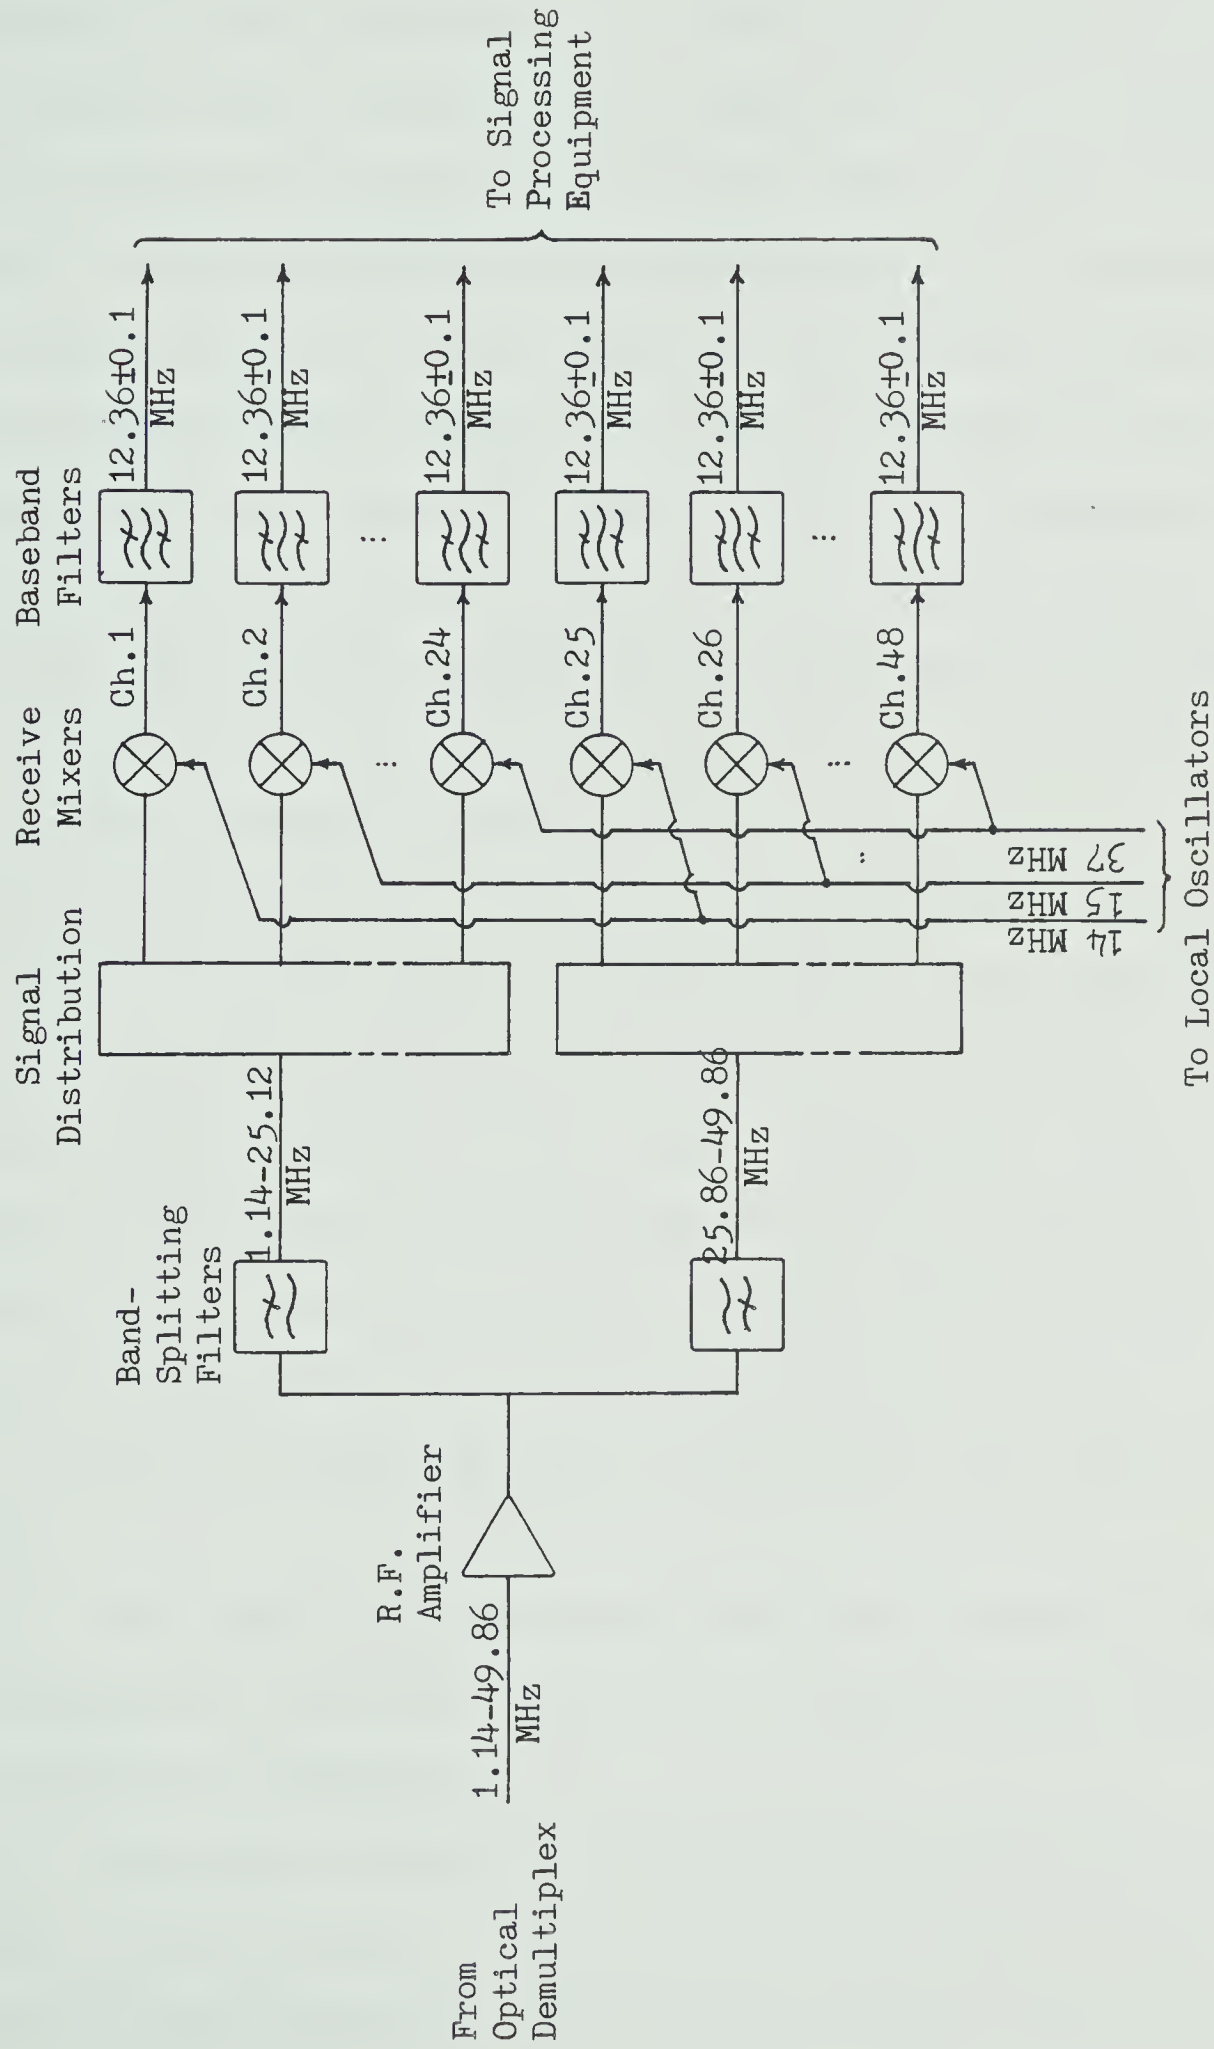 From
Optical
Demultiplex
1.14-49.86
MHz
R.F.
Amplifier
Band-
Splitting
Filters
1.14-25.12
MHz
25.86-49.86
MHz
Signal
Distribution
Receive
Mixers
Baseband
Filters
Ch.1
12.36±0.1
MHz
Ch.2
12.36±0.1
MHz
Ch.24
12.36±0.1
MHz
Ch.25
12.36±0.1
MHz
Ch.26
12.36±0.1
MHz
Ch.48
12.36±0.1
MHz
To Signal
Processing
Equipment
14 MHz
15 MHz
37 MHz
To Local Oscillators